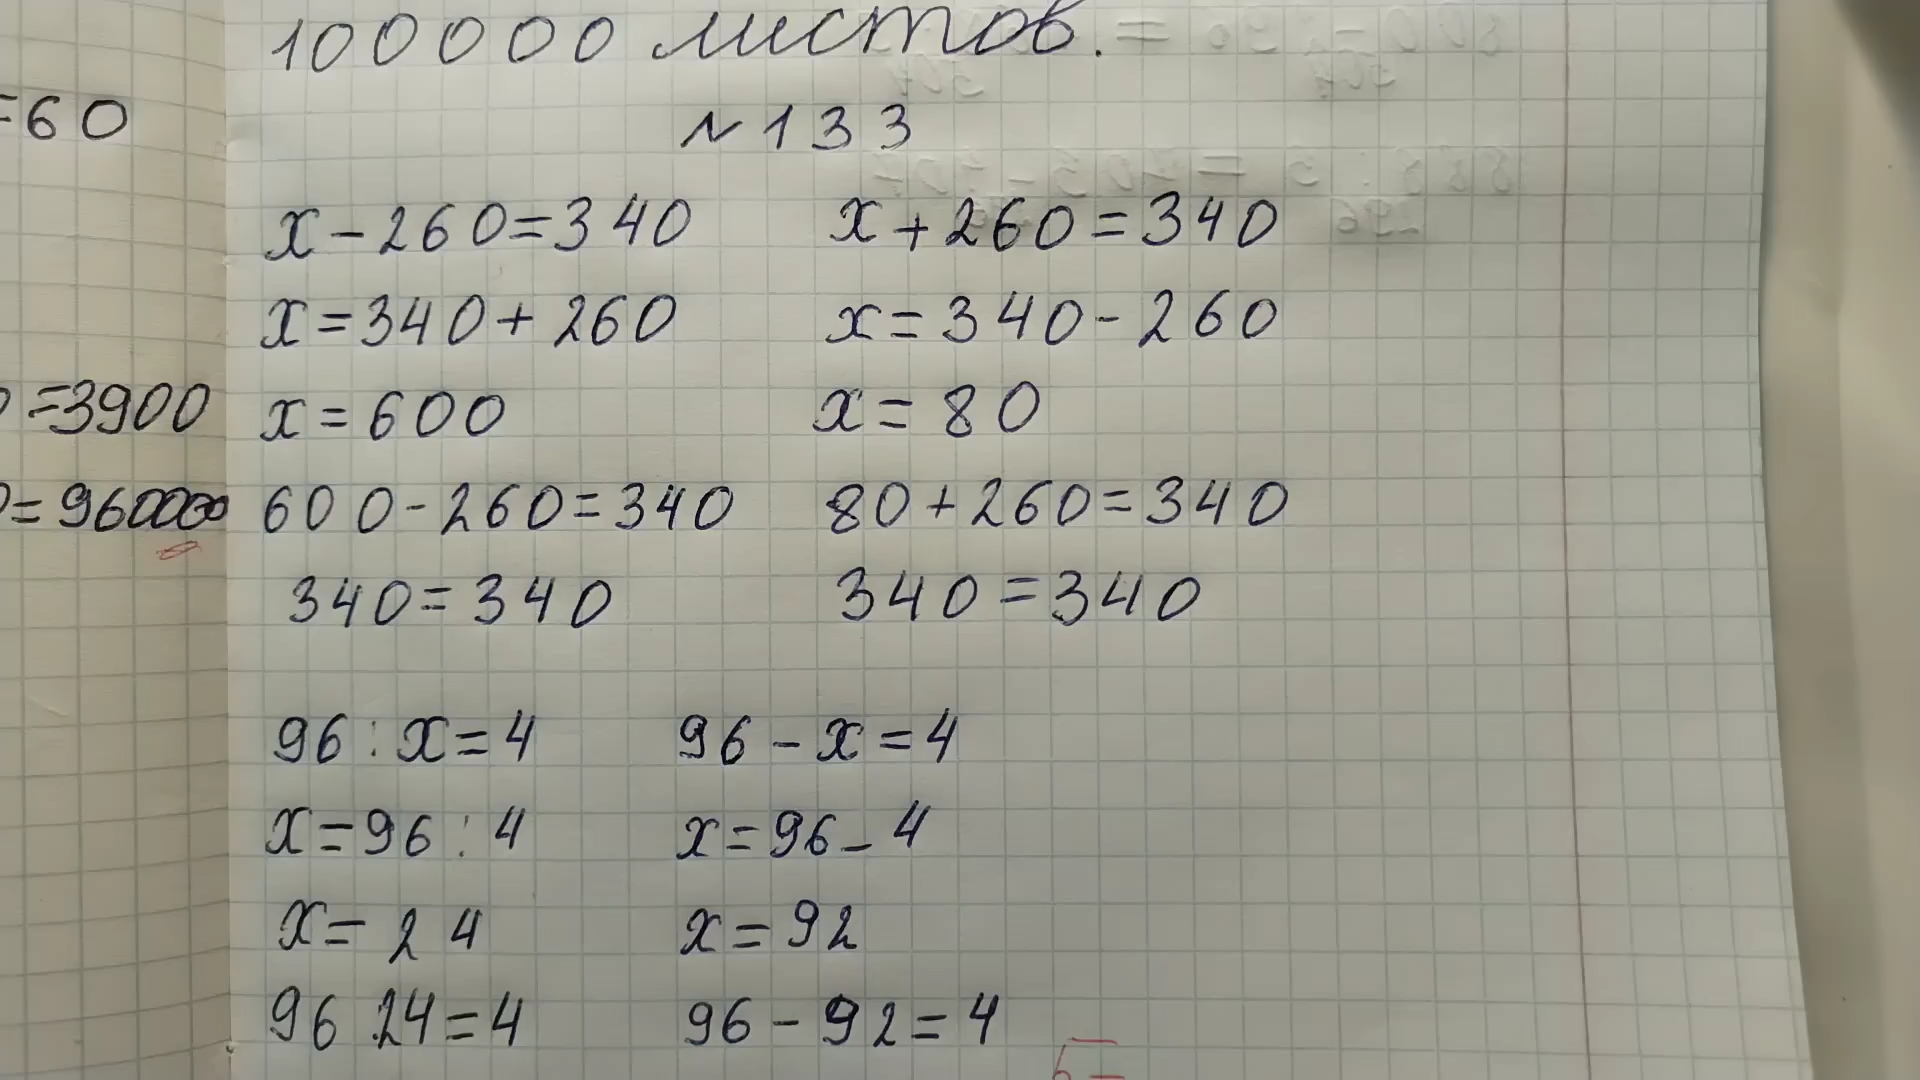 =60
=3900
= 960000
100000 листов.
№133
x-260=340 x+260=340
x=340+260 x=340-260
x=600 x=80
600-260=340 80+260=340
340=340 340=340
96:x=4 96-x=4
x=96:4 x=96-4
x=24 x=92
96 24=4 96-92=4